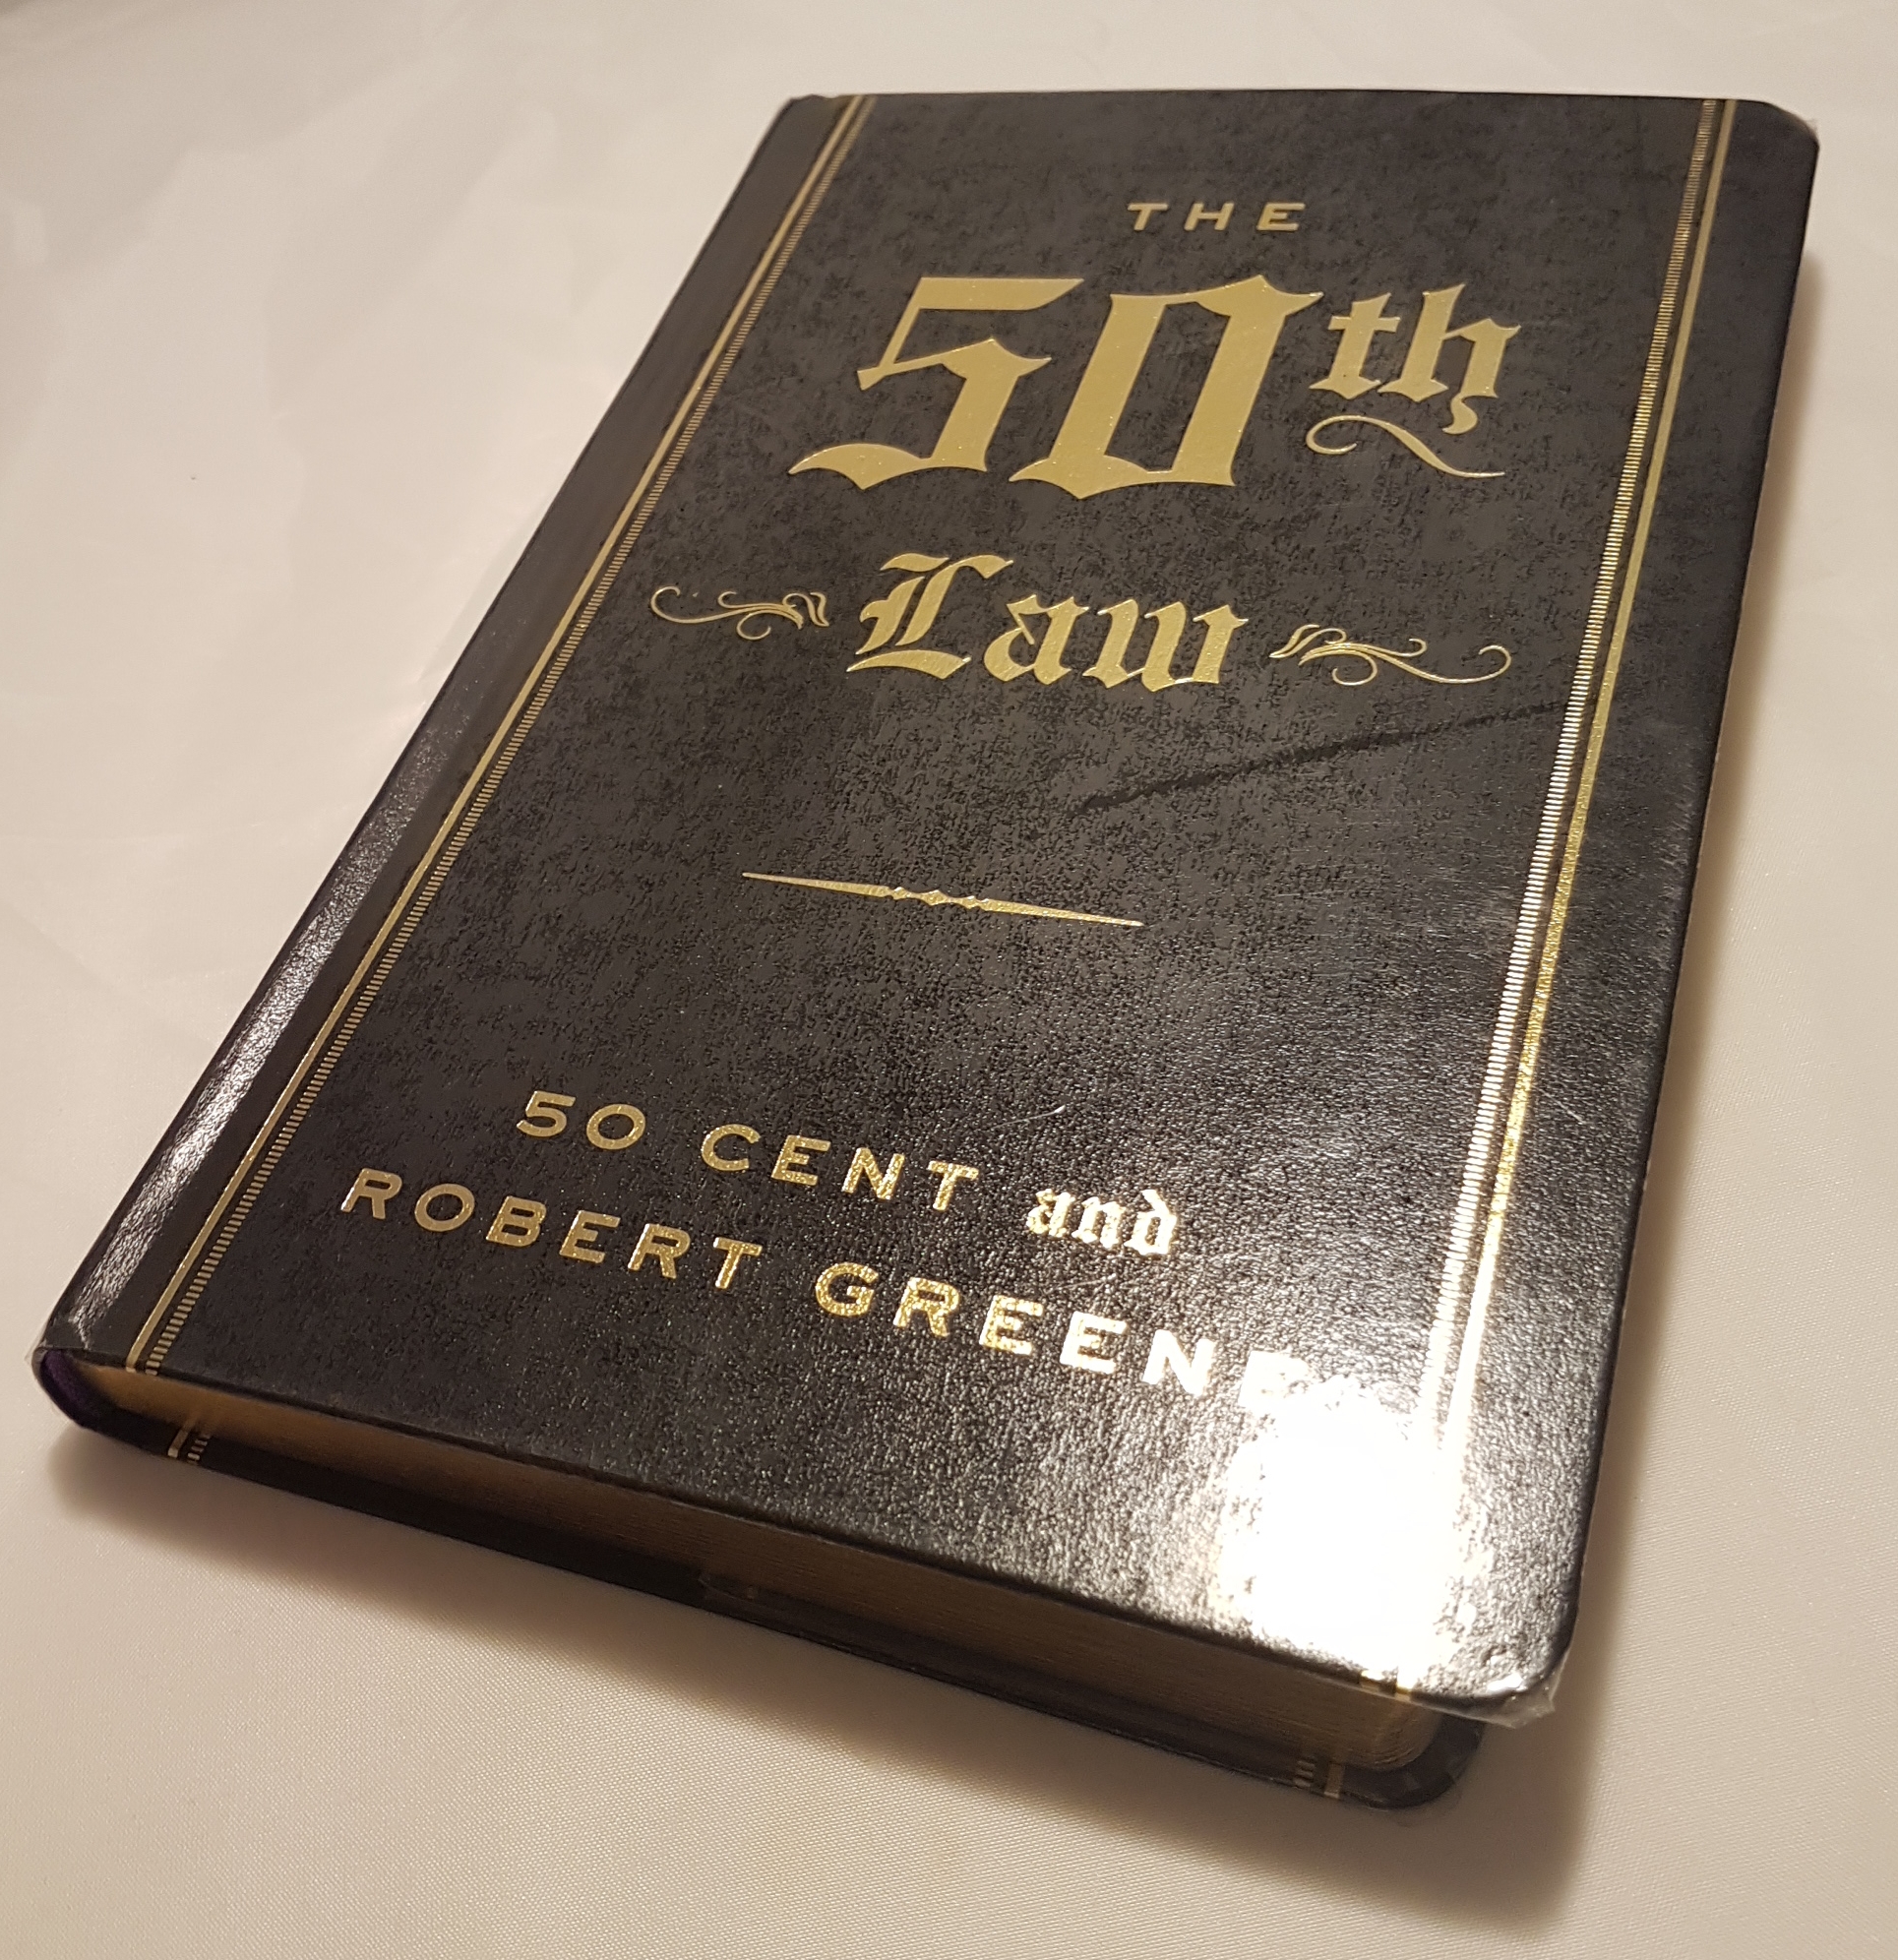 THE
50th
Law
50 CENT and
ROBERT GREENE